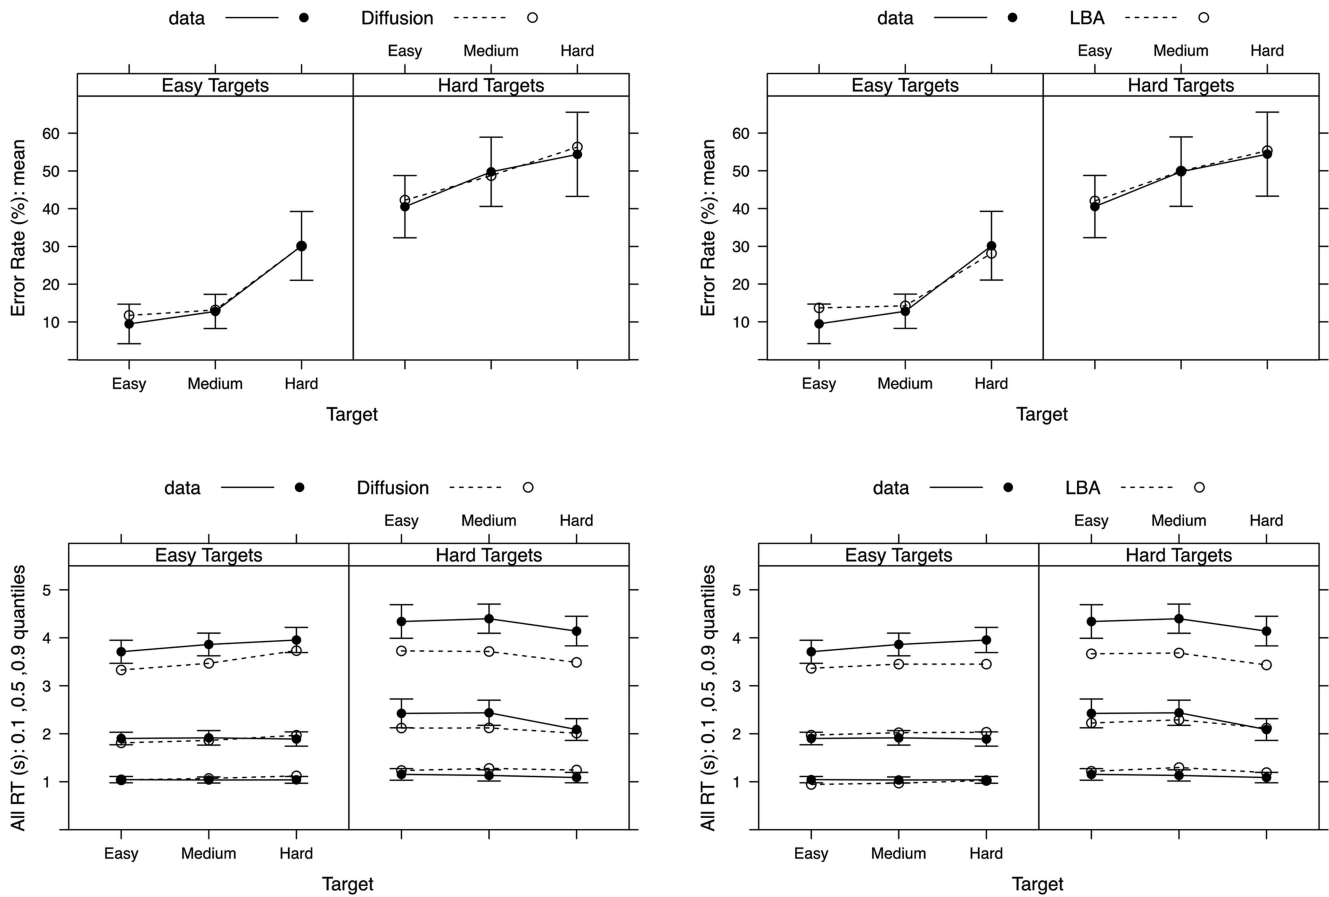 data Diffusion
Easy Medium Hard
Easy Targets Hard Targets
Error Rate (%): mean
60
50
40
30
20
10
Easy Medium Hard
Target
data LBA
Easy Medium Hard
Easy Targets Hard Targets
Error Rate (%): mean
60
50
40
30
20
10
Easy Medium Hard
Target
data Diffusion
Easy Medium Hard
Easy Targets Hard Targets
All RT (s): 0.1 ,0.5 ,0.9 quantiles
5
4
3
2
1
Easy Medium Hard
Target
data LBA
Easy Medium Hard
Easy Targets Hard Targets
All RT (s): 0.1 ,0.5 ,0.9 quantiles
5
4
3
2
1
Easy Medium Hard
Target